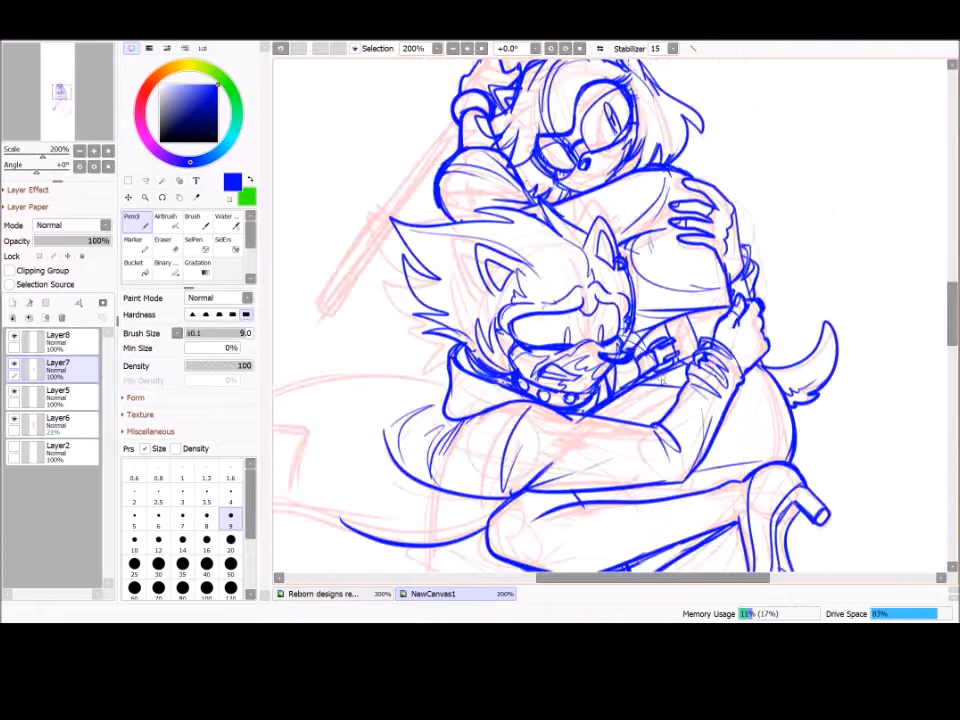 Selection 200% +0.0° Stabilizer 15
Scale 200%
Angle +0°
Layer Effect
Layer Paper
Mode Normal
Opacity 100%
Lock
Clipping Group
Selection Source
Layer8
Normal
100%
Layer7
Normal
100%
Layer5
Normal
100%
Layer6
Normal
21%
Layer2
Normal
100%
T
Pencil AirBrush Brush Water ...
Marker Eraser SelPen SelErs
Bucket Binary ... Gradation
Paint Mode Normal
Hardness
Brush Size x0.1 9.0
Min Size 0%
Density 100
Min Density 0%
Form
Texture
Miscellaneous
Prs Size Density
0.6 0.8 1 1.3 1.6
2 2.5 3 3.5 4
5 6 7 8 9
10 12 14 16 20
25 30 35 40 50
60 70 80 100 120
Reborn designs re... 300% NewCanvas1 200%
Memory Usage 11% (17%) Drive Space 83%